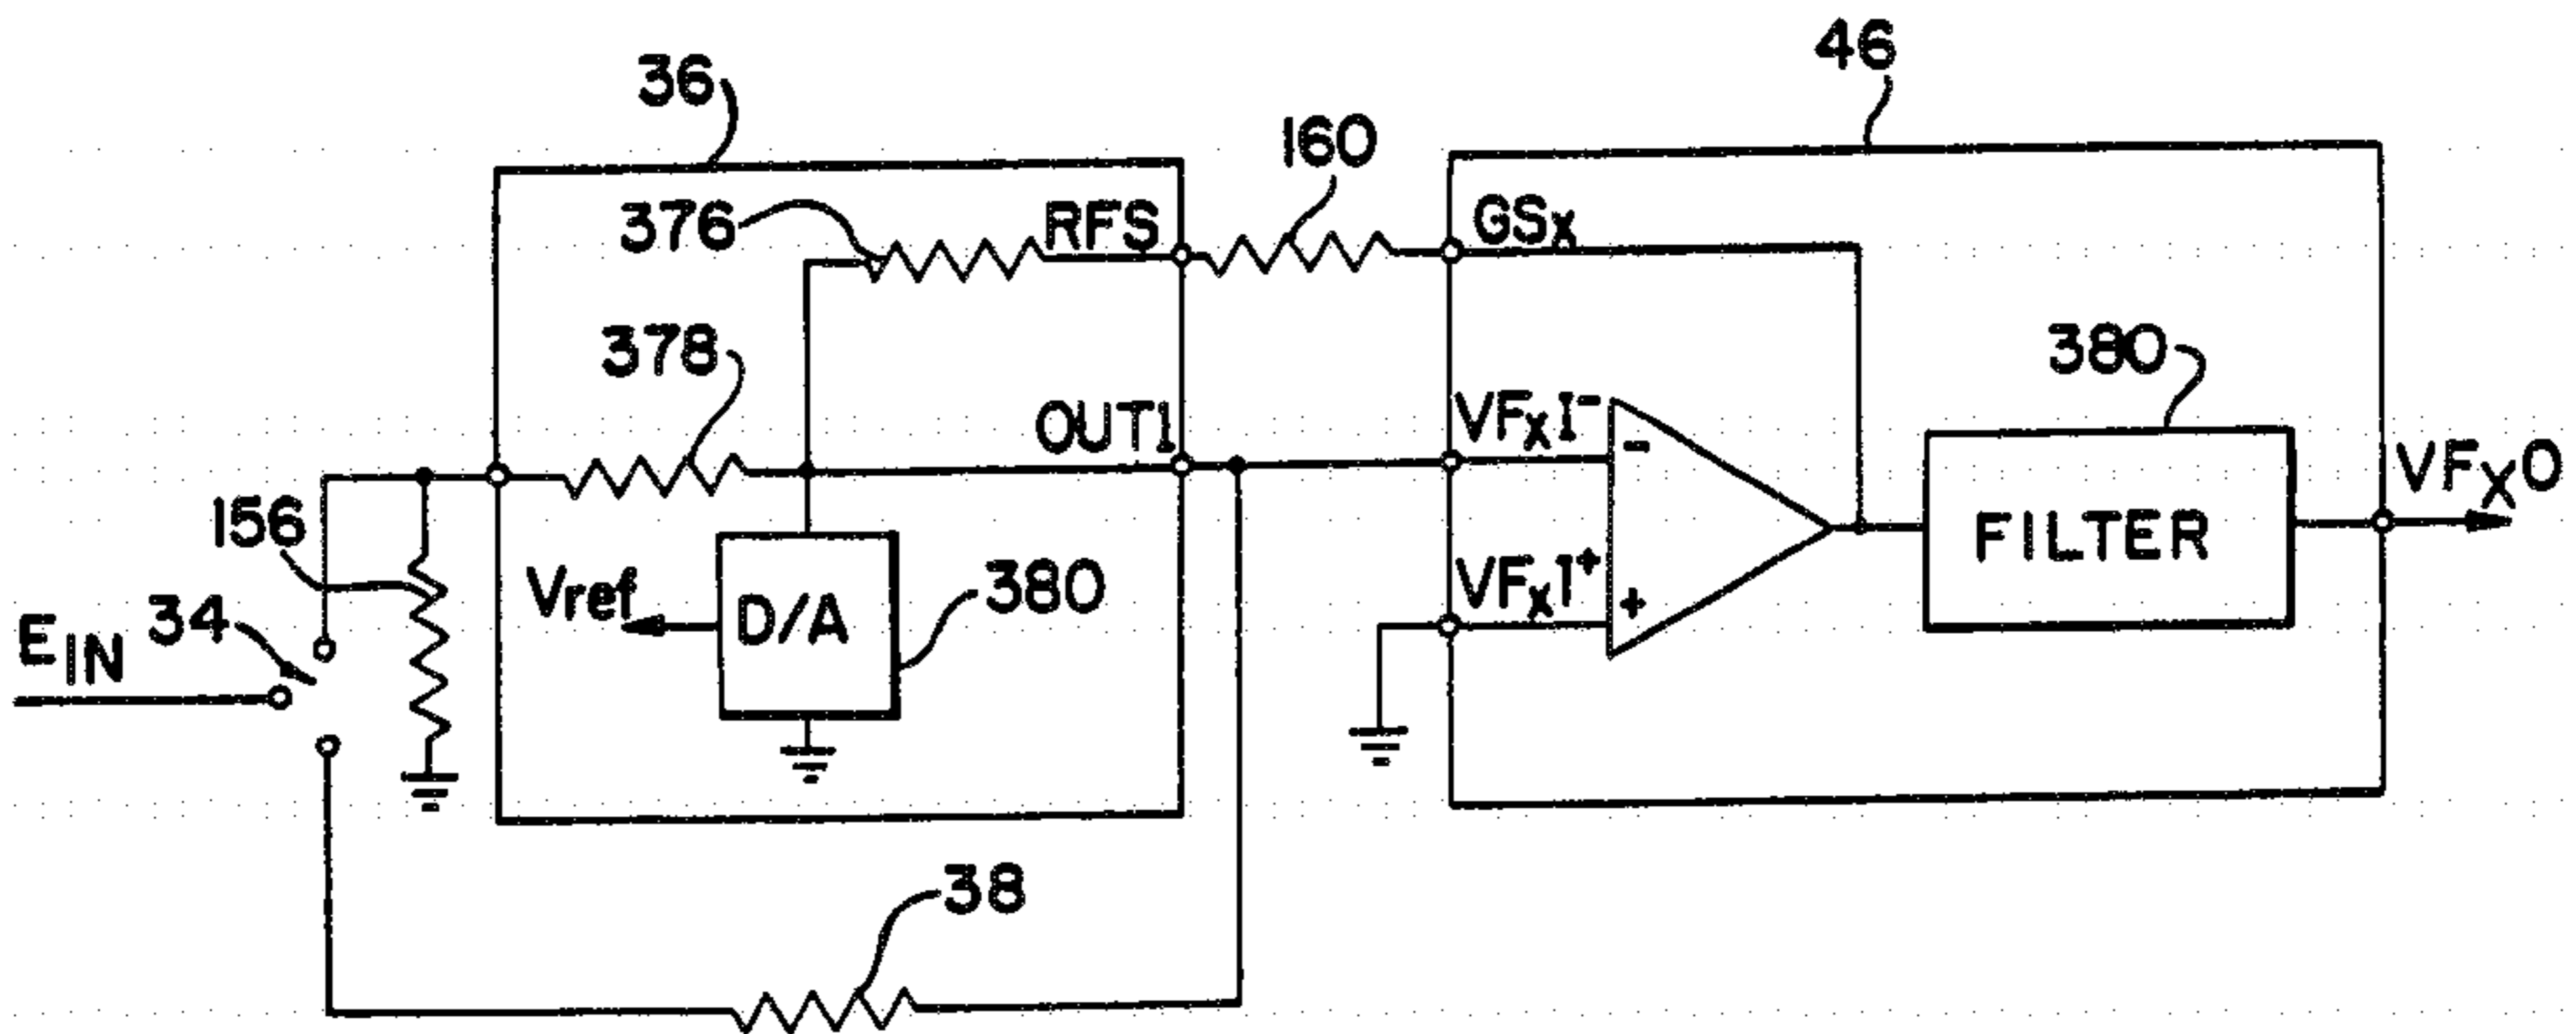 36
46
160
376
RFS
GSx
378
380
OUT1
VFxI-
VFxO
156
FILTER
34
Vref
D/A
380
VFxI+
EIN
-
+
38